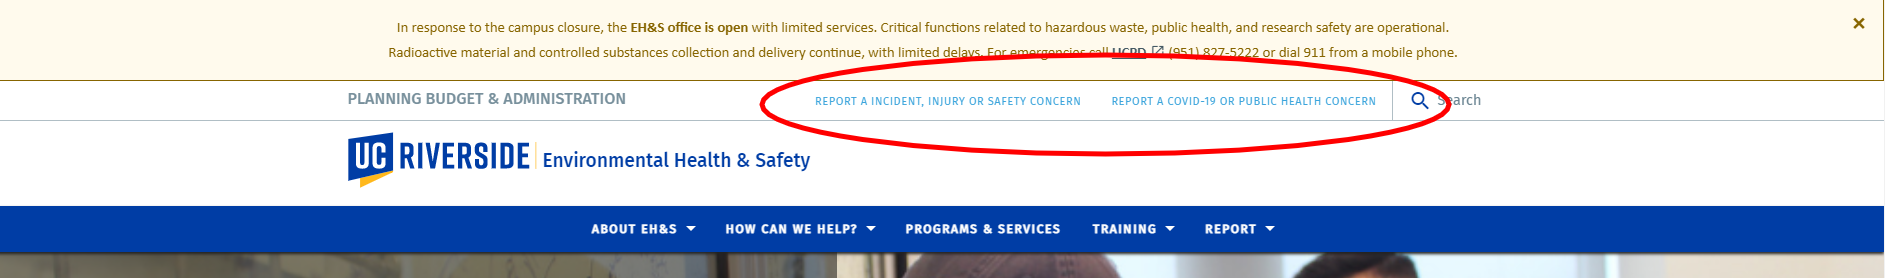 In response to the campus closure, the EH&S office is open with limited services. Critical functions related to hazardous waste, public health, and research safety are operational.
Radioactive material and controlled substances collection and delivery continue, with limited delays. For emergencies call UCPD (951) 827-5222 or dial 911 from a mobile phone.
PLANNING BUDGET & ADMINISTRATION
REPORT A INCIDENT, INJURY OR SAFETY CONCERN
REPORT A COVID-19 OR PUBLIC HEALTH CONCERN
Search
UC RIVERSIDE Environmental Health & Safety
ABOUT EH&S HOW CAN WE HELP? PROGRAMS & SERVICES TRAINING REPORT